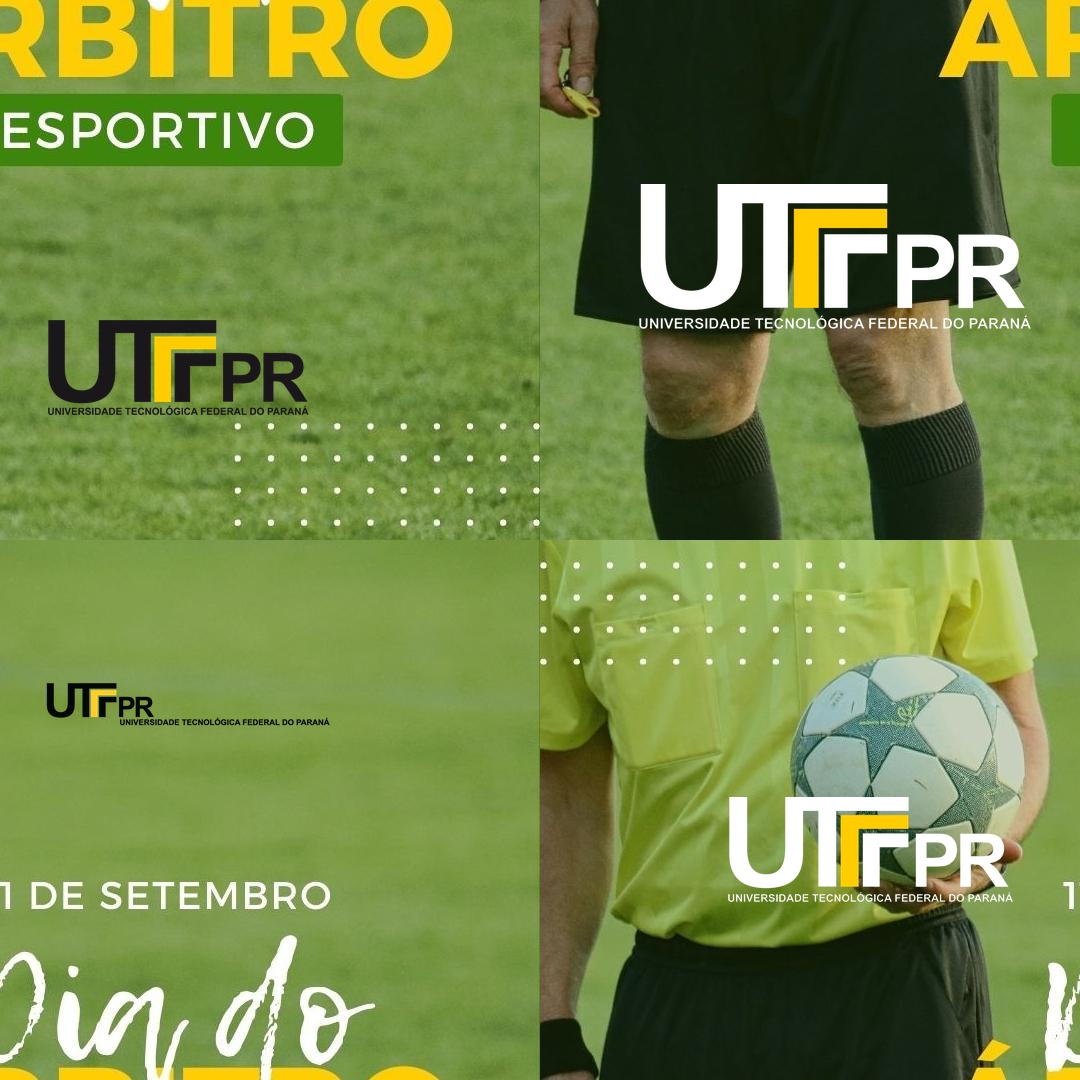 RBITRO
ESPORTIVO
UTFPR
UNIVERSIDADE TECNOLÓGICA FEDERAL DO PARANÁ
UTFPR
UNIVERSIDADE TECNOLÓGICA FEDERAL DO PARANÁ
UTFPR
UNIVERSIDADE TECNOLÓGICA FEDERAL DO PARANÁ
1 DE SETEMBRO
Dia do
UTFPR
UNIVERSIDADE TECNOLÓGICA FEDERAL DO PARANÁ